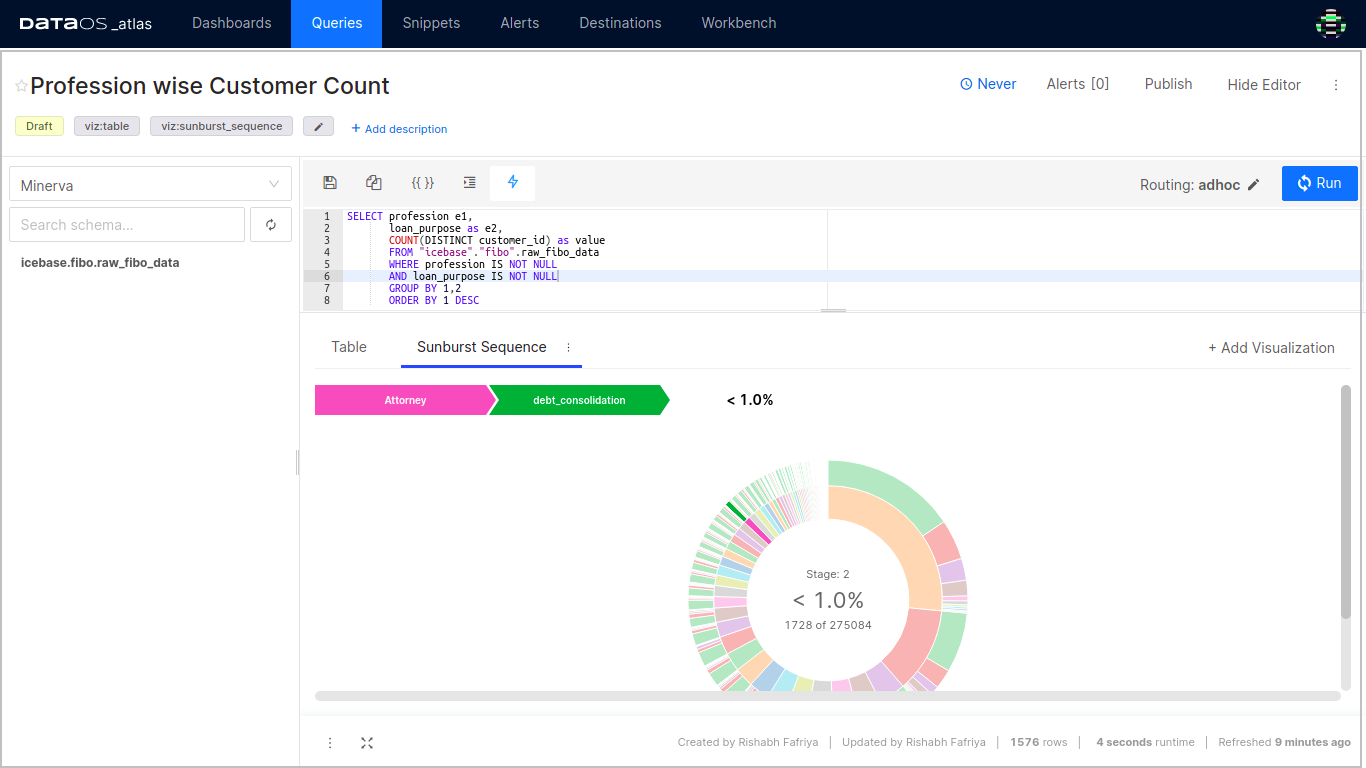 DATAOS _atlas Dashboards Queries Snippets Alerts Destinations Workbench
Profession wise Customer Count Never Alerts [0] Publish Hide Editor
Draft viz:table viz:sunburst_sequence + Add description
Minerva {{ }} Routing: adhoc Run
Search schema...
icebase.fibo.raw_fibo_data
1 SELECT profession e1,
2 loan_purpose as e2,
3 COUNT(DISTINCT customer_id) as value
4 FROM "icebase"."fibo".raw_fibo_data
5 WHERE profession IS NOT NULL
6 AND loan_purpose IS NOT NULL
7 GROUP BY 1,2
8 ORDER BY 1 DESC
Table Sunburst Sequence + Add Visualization
Attorney debt_consolidation < 1.0%
Stage: 2
< 1.0%
1728 of 275084
Created by Rishabh Fafriya | Updated by Rishabh Fafriya | 1576 rows | 4 seconds runtime | Refreshed 9 minutes ago